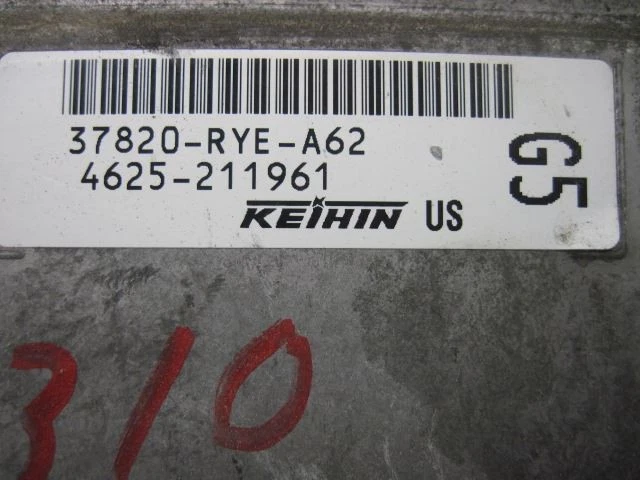 37820-RYE-A62
4625-211961
G5
KEIHIN US
310